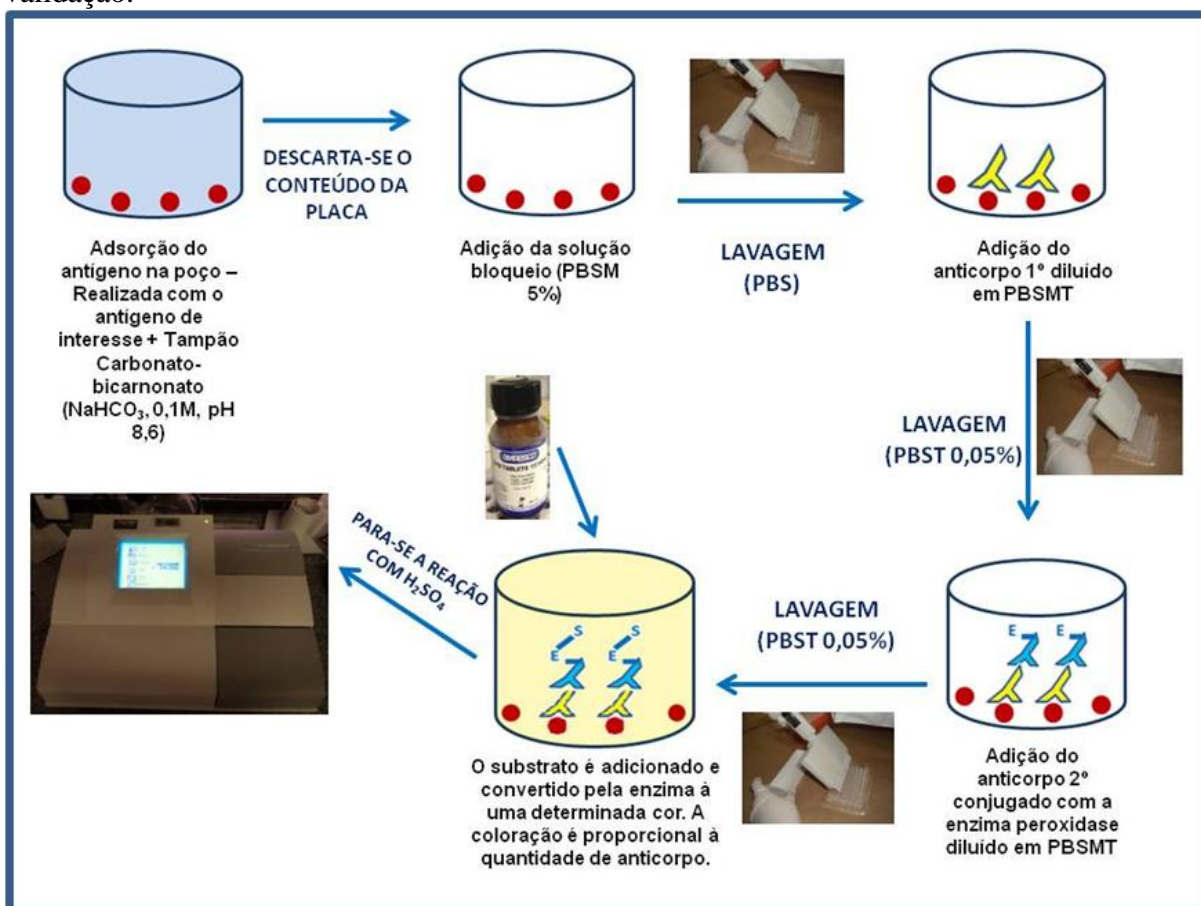 validação.
DESCARTA-SE O
CONTEÚDO DA
PLACA
Adsorção do
antígeno na poço –
Realizada com o
antígeno de
interesse + Tampão
Carbonato-
bicarnonato
(NaHCO₃, 0,1M, pH
8,6)
Adição da solução
bloqueio (PBSM
5%)
LAVAGEM
(PBS)
Adição do
anticorpo 1º diluído
em PBSMT
LAVAGEM
(PBST 0,05%)
E E
Adição do
anticorpo 2º
conjugado com a
enzima peroxidase
diluído em PBSMT
LAVAGEM
(PBST 0,05%)
S S
E E
O substrato é adicionado e
convertido pela enzima à
uma determinada cor. A
coloração é proporcional à
quantidade de anticorpo.
PARA-SE A REAÇÃO
COM H₂SO₄